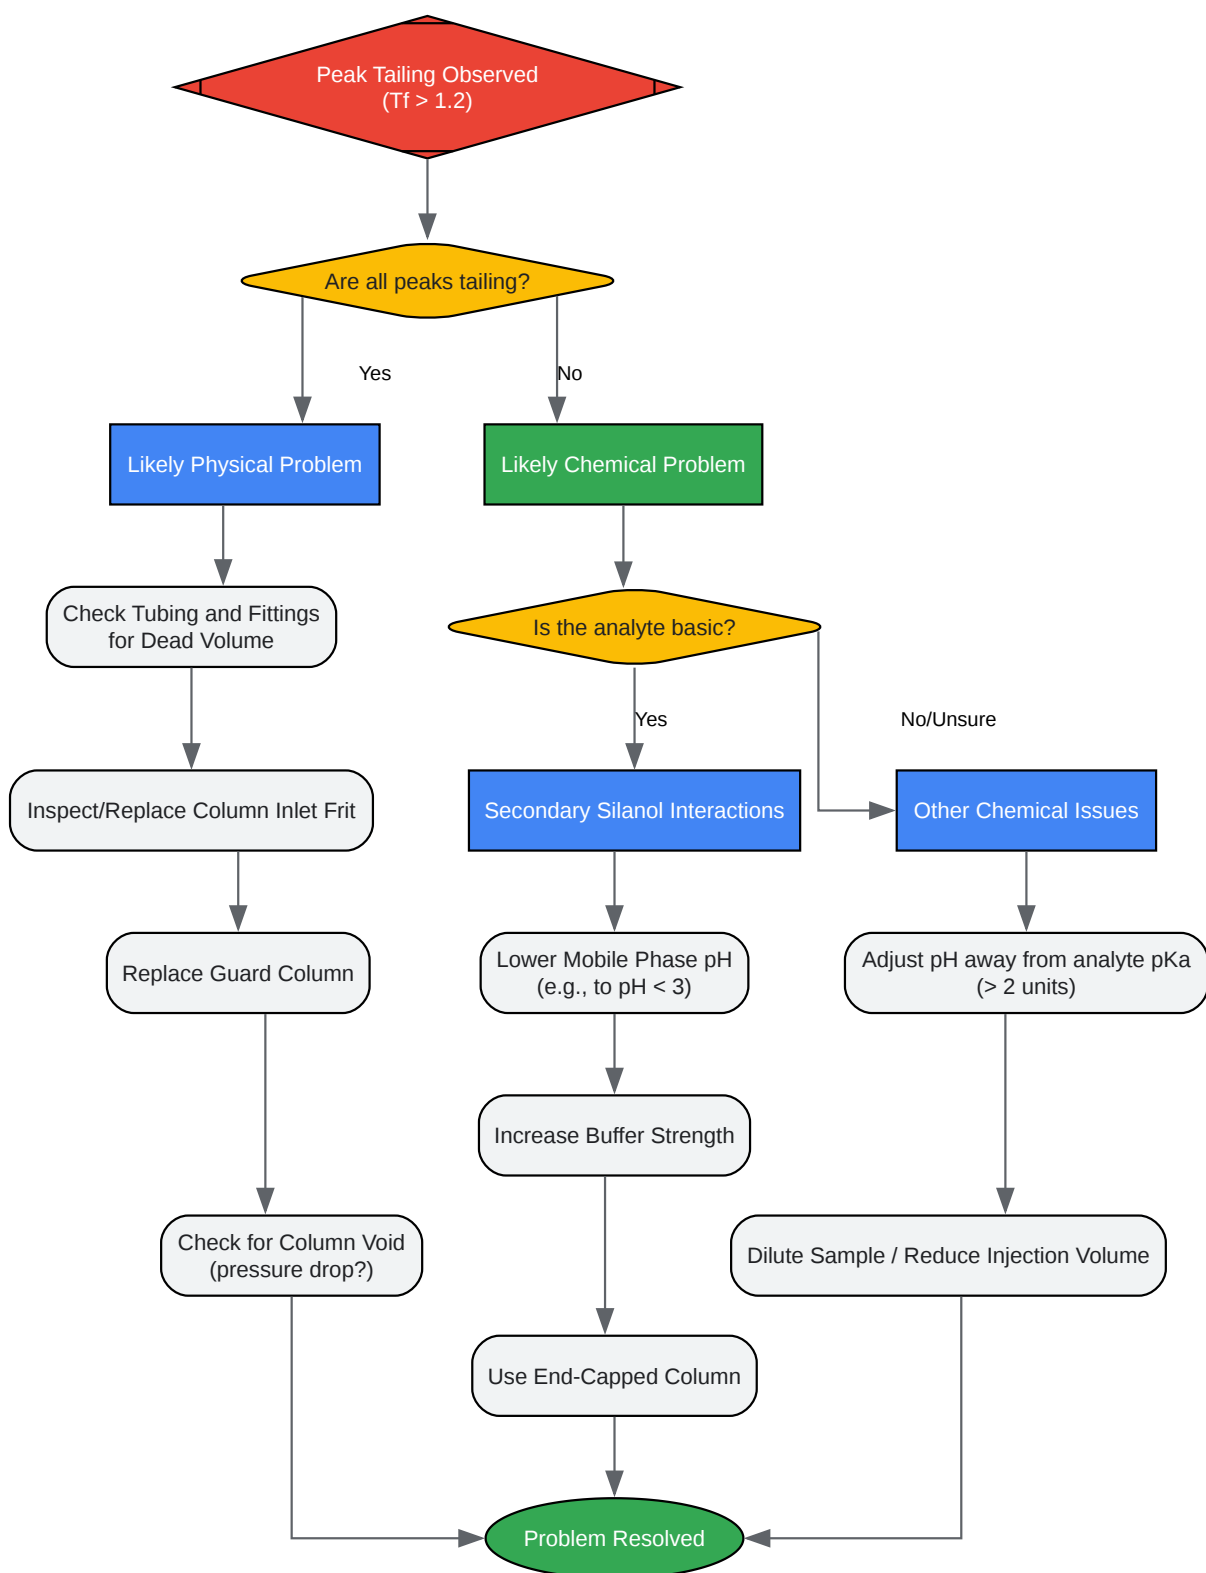 Peak Tailing Observed
(Tf > 1.2)
Are all peaks tailing?
Yes
No
Likely Physical Problem
Likely Chemical Problem
Check Tubing and Fittings
for Dead Volume
Is the analyte basic?
Yes
No/Unsure
Inspect/Replace Column Inlet Frit
Secondary Silanol Interactions
Other Chemical Issues
Replace Guard Column
Lower Mobile Phase pH
(e.g., to pH < 3)
Adjust pH away from analyte pKa
(> 2 units)
Increase Buffer Strength
Check for Column Void
(pressure drop?)
Dilute Sample / Reduce Injection Volume
Use End-Capped Column
Problem Resolved